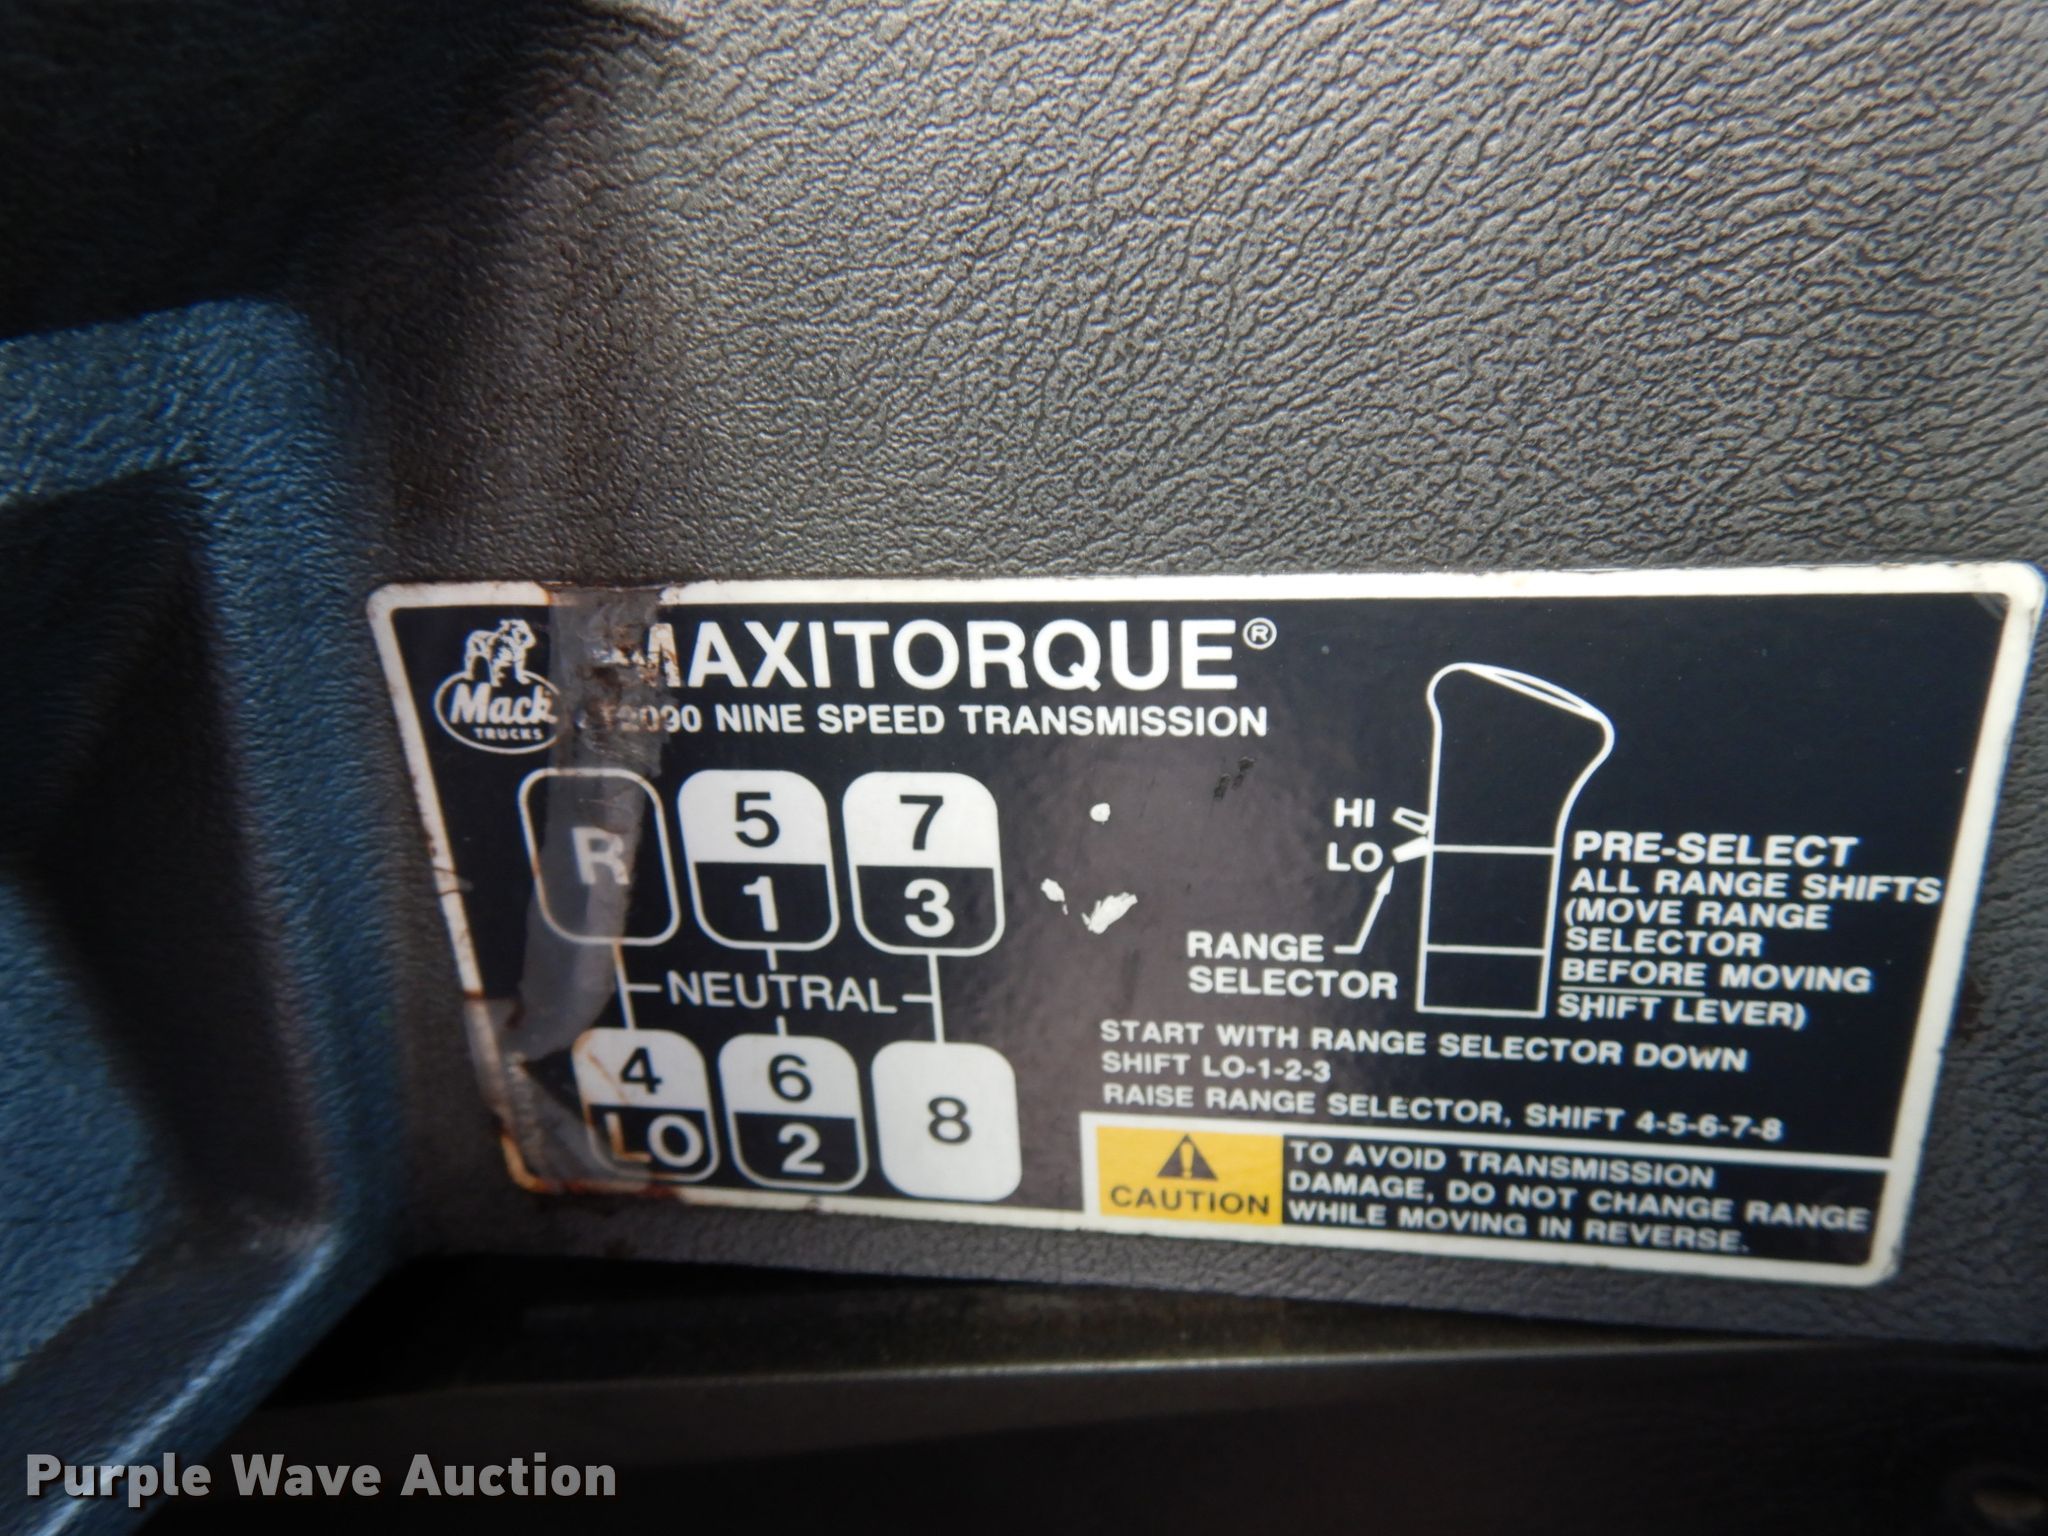 Mack
TRUCKS
MAXITORQUE®
NINE SPEED TRANSMISSION
R
5
1
7
3
NEUTRAL
4
LO
6
2
8
HI
LO
RANGE
SELECTOR
PRE-SELECT
ALL RANGE SHIFTS
(MOVE RANGE
SELECTOR
BEFORE MOVING
SHIFT LEVER)
START WITH RANGE SELECTOR DOWN
SHIFT LO-1-2-3
RAISE RANGE SELECTOR, SHIFT 4-5-6-7-8
CAUTION
TO AVOID TRANSMISSION
DAMAGE, DO NOT CHANGE RANGE
WHILE MOVING IN REVERSE.
Purple Wave Auction